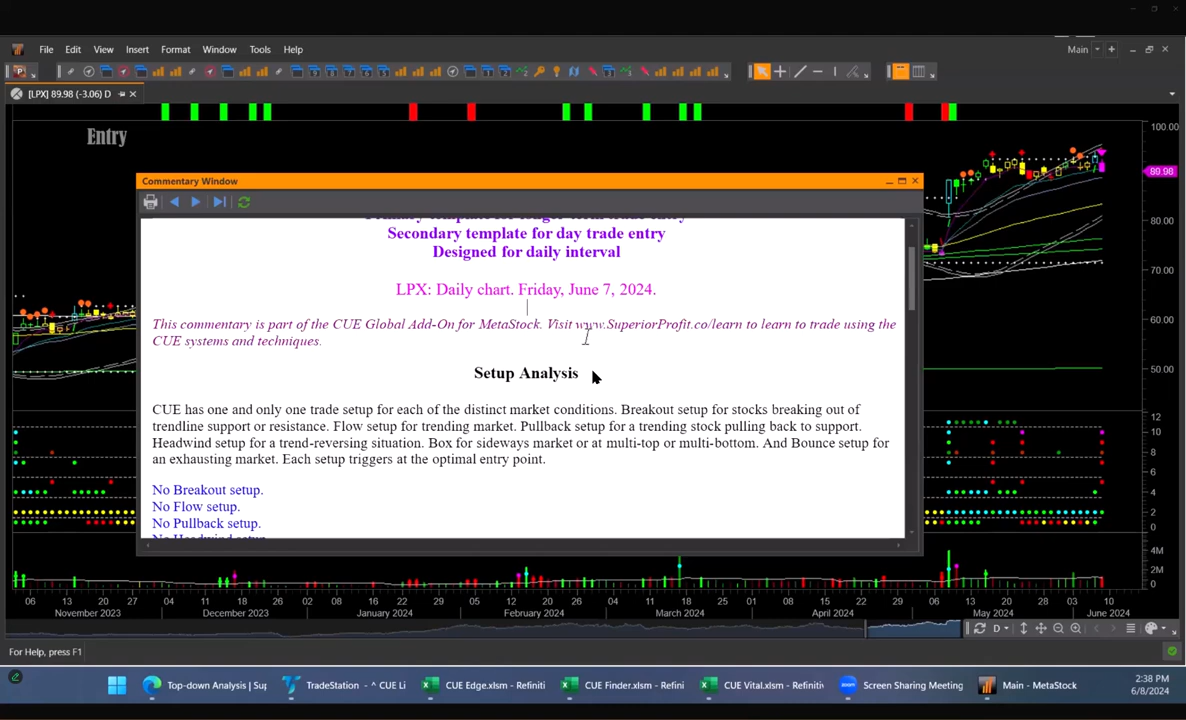 File Edit View Insert Format Window Tools Help
Main
[LPX] 89.98 (-3.06) D
Entry
100.00
89.98
80.00
70.00
60.00
50.00
Commentary Window
Secondary template for day trade entry
Designed for daily interval
LPX: Daily chart. Friday, June 7, 2024.
This commentary is part of the CUE Global Add-On for MetaStock. Visit www.SuperiorProfit.co/learn to learn to trade using the
CUE systems and techniques.
Setup Analysis
CUE has one and only one trade setup for each of the distinct market conditions. Breakout setup for stocks breaking out of
trendline support or resistance. Flow setup for trending market. Pullback setup for a trending stock pulling back to support.
Headwind setup for a trend-reversing situation. Box for sideways market or at multi-top or multi-bottom. And Bounce setup for
an exhausting market. Each setup triggers at the optimal entry point.
No Breakout setup.
No Flow setup.
No Pullback setup.
No Headwind setup
12
10
8
6
4
2
0
4M
2M
0
06 13 20 27 04 11 18 26 02 08 16 22 29 05 12 20 26 04 11 18 25 01 08 15 22 29 06 13 20 28 03 10
November 2023 December 2023 January 2024 February 2024 March 2024 April 2024 May 2024 June 2024
D
For Help, press F1
Top-down Analysis | Sup TradeStation - ^ CUE Li CUE Edge.xlsm - Refiniti CUE Finder.xlsm - Refini CUE Vital.xlsm - Refinitiv Screen Sharing Meeting Main - MetaStock
2:38 PM
6/8/2024